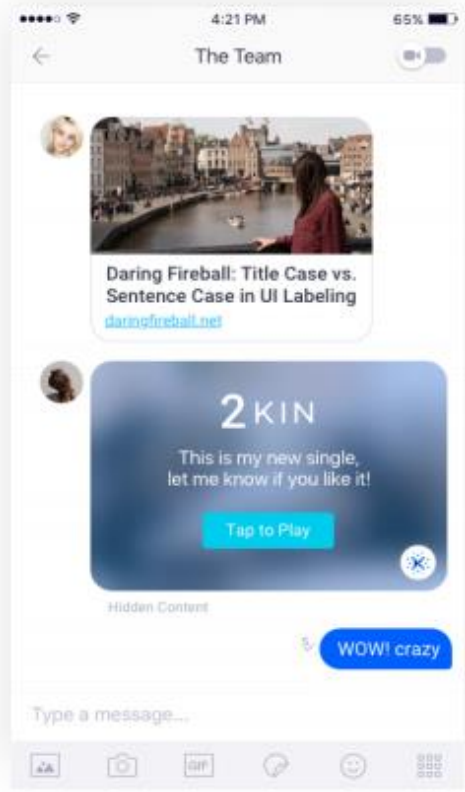 4:21 PM
65%
The Team
Daring Fireball: Title Case vs.
Sentence Case in UI Labeling
daringfireball.net
2 KIN
This is my new single,
let me know if you like it!
Tap to Play
Hidden Content
WOW! crazy
Type a message...
GIF